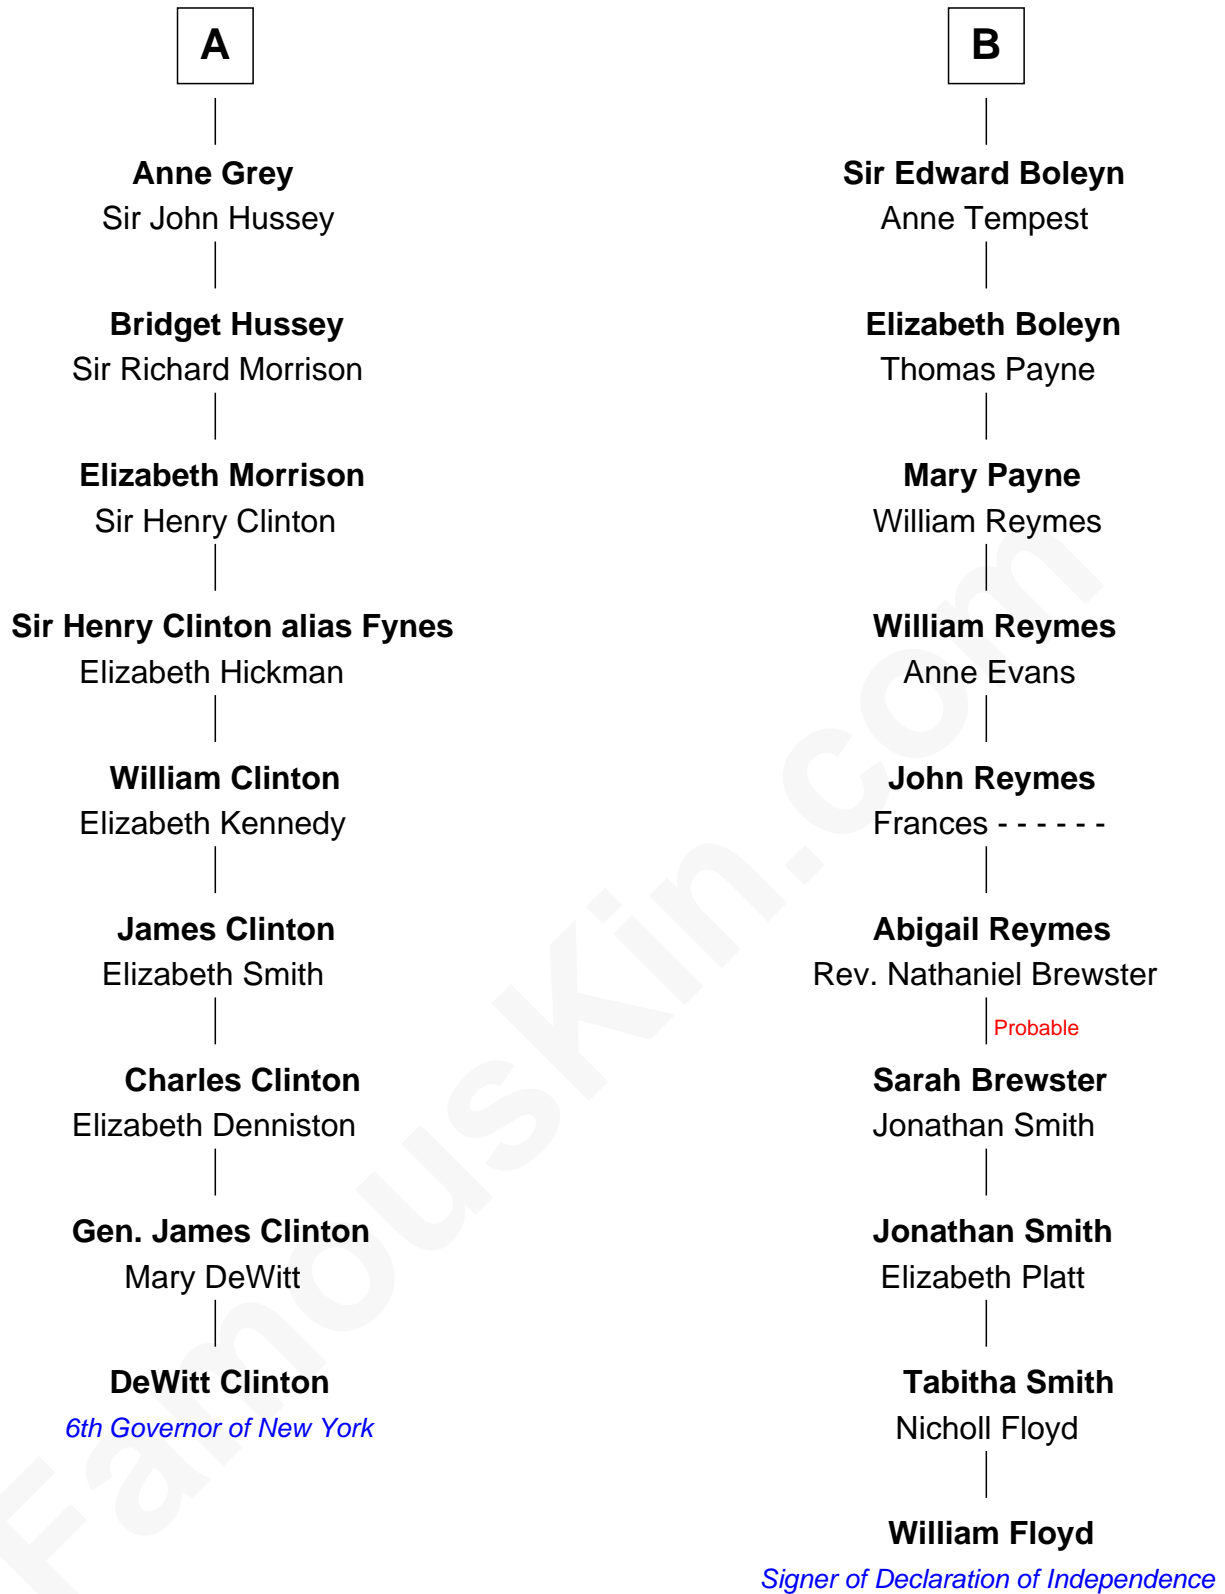 A
Anne Grey
Sir John Hussey
Bridget Hussey
Sir Richard Morrison
Elizabeth Morrison
Sir Henry Clinton
Sir Henry Clinton alias Fynes
Elizabeth Hickman
William Clinton
Elizabeth Kennedy
James Clinton
Elizabeth Smith
Charles Clinton
Elizabeth Denniston
Gen. James Clinton
Mary DeWitt
DeWitt Clinton
6th Governor of New York
B
Sir Edward Boleyn
Anne Tempest
Elizabeth Boleyn
Thomas Payne
Mary Payne
William Reymes
William Reymes
Anne Evans
John Reymes
Frances - - - - - -
Abigail Reymes
Rev. Nathaniel Brewster
Probable
Sarah Brewster
Jonathan Smith
Jonathan Smith
Elizabeth Platt
Tabitha Smith
Nicholl Floyd
William Floyd
Signer of Declaration of Independence
FamousKin.com